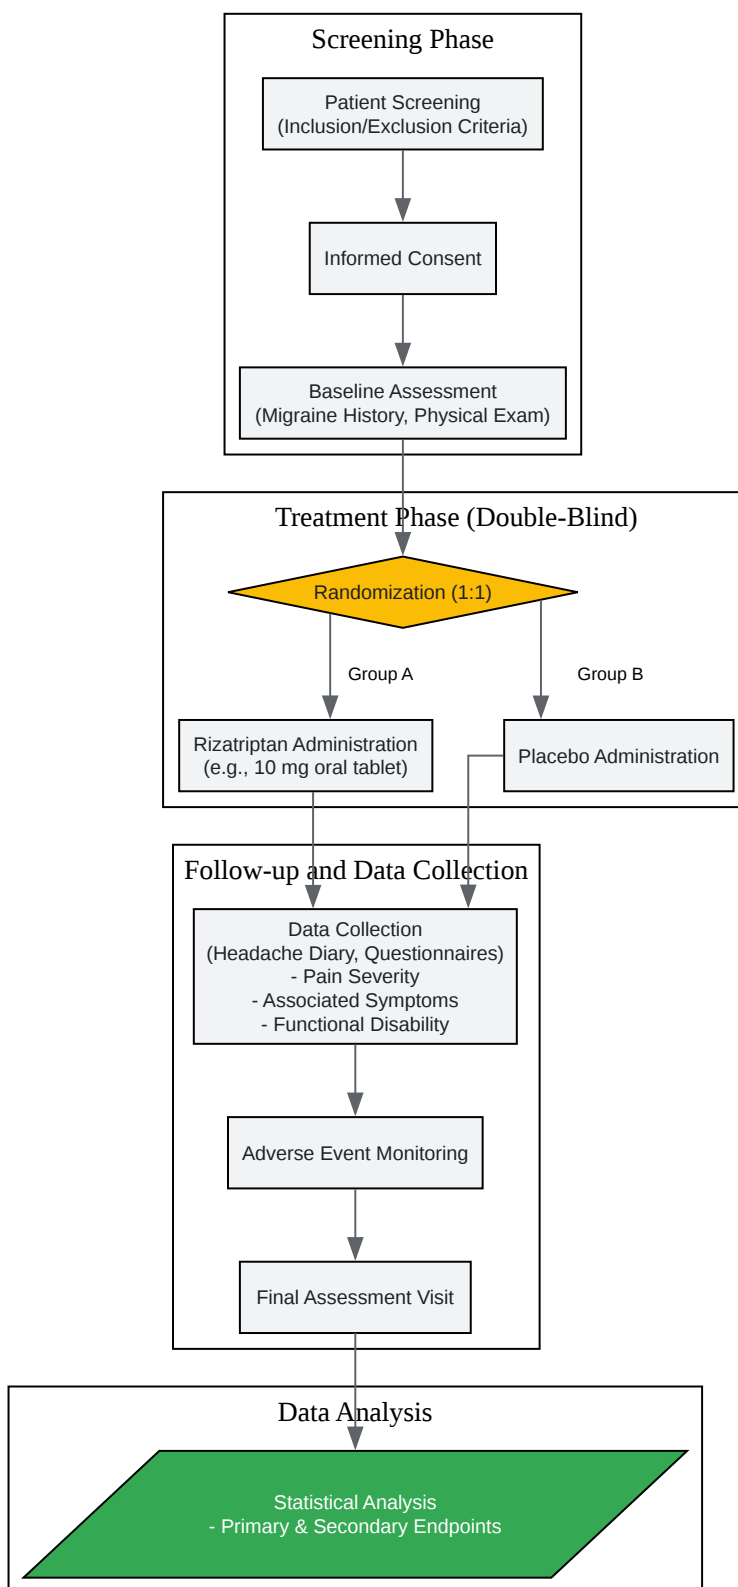 Screening Phase
Patient Screening
(Inclusion/Exclusion Criteria)
Informed Consent
Baseline Assessment
(Migraine History, Physical Exam)
Treatment Phase (Double-Blind)
Randomization (1:1)
Group A
Group B
Rizatriptan Administration
(e.g., 10 mg oral tablet)
Placebo Administration
Follow-up and Data Collection
Data Collection
(Headache Diary, Questionnaires)
- Pain Severity
- Associated Symptoms
- Functional Disability
Adverse Event Monitoring
Final Assessment Visit
Data Analysis
Statistical Analysis
- Primary & Secondary Endpoints